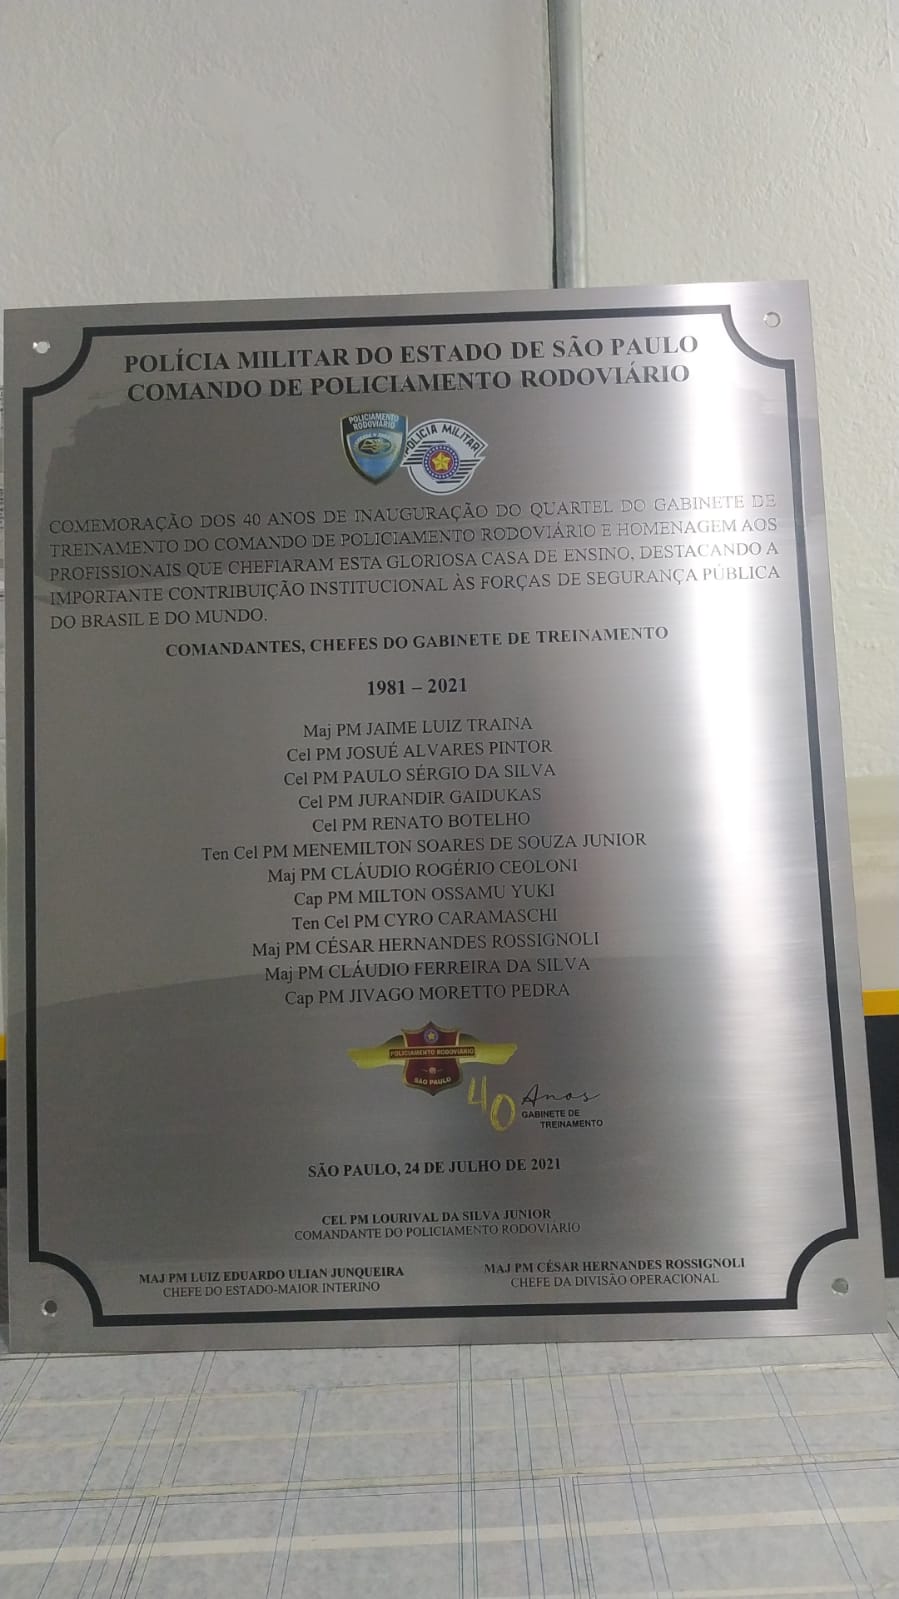 POLÍCIA MILITAR DO ESTADO DE SÃO PAULO
COMANDO DE POLICIAMENTO RODOVIÁRIO
POLICIAMENTO
RODOVIÁRIO
POLÍCIA MILITAR
COMEMORAÇÃO DOS 40 ANOS DE INAUGURAÇÃO DO QUARTEL DO GABINETE DE
TREINAMENTO DO COMANDO DE POLICIAMENTO RODOVIÁRIO E HOMENAGEM AOS
PROFISSIONAIS QUE CHEFIARAM ESTA GLORIOSA CASA DE ENSINO, DESTACANDO A
IMPORTANTE CONTRIBUIÇÃO INSTITUCIONAL ÀS FORÇAS DE SEGURANÇA PÚBLICA
DO BRASIL E DO MUNDO.
COMANDANTES, CHEFES DO GABINETE DE TREINAMENTO
1981 – 2021
Maj PM JAIME LUIZ TRAINA
Cel PM JOSUÉ ALVARES PINTOR
Cel PM PAULO SÉRGIO DA SILVA
Cel PM JURANDIR GAIDUKAS
Cel PM RENATO BOTELHO
Ten Cel PM MENEMILTON SOARES DE SOUZA JUNIOR
Maj PM CLÁUDIO ROGÉRIO CEOLONI
Cap PM MILTON OSSAMU YUKI
Ten Cel PM CYRO CARAMASCHI
Maj PM CÉSAR HERNANDES ROSSIGNOLI
Maj PM CLÁUDIO FERREIRA DA SILVA
Cap PM JIVAGO MORETTO PEDRA
POLICIAMENTO RODOVIÁRIO
SÃO PAULO
40 Anos
GABINETE DE
TREINAMENTO
SÃO PAULO, 24 DE JULHO DE 2021
CEL PM LOURIVAL DA SILVA JUNIOR
COMANDANTE DO POLICIAMENTO RODOVIÁRIO
MAJ PM LUIZ EDUARDO ULIAN JUNQUEIRA
CHEFE DO ESTADO-MAIOR INTERINO
MAJ PM CÉSAR HERNANDES ROSSIGNOLI
CHEFE DA DIVISÃO OPERACIONAL